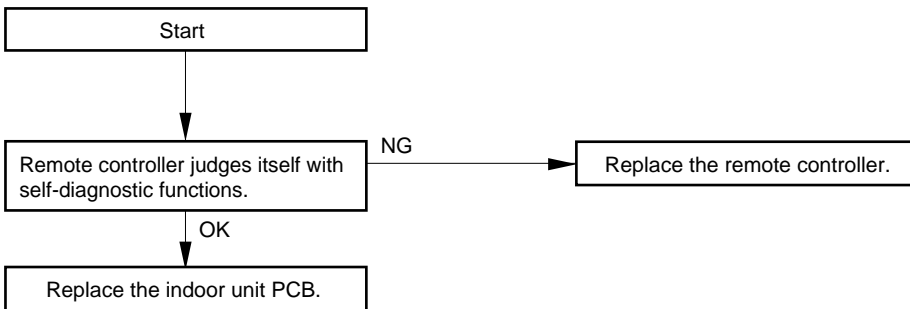 Start
NG
Remote controller judges itself with
self-diagnostic functions.
Replace the remote controller.
OK
Replace the indoor unit PCB.